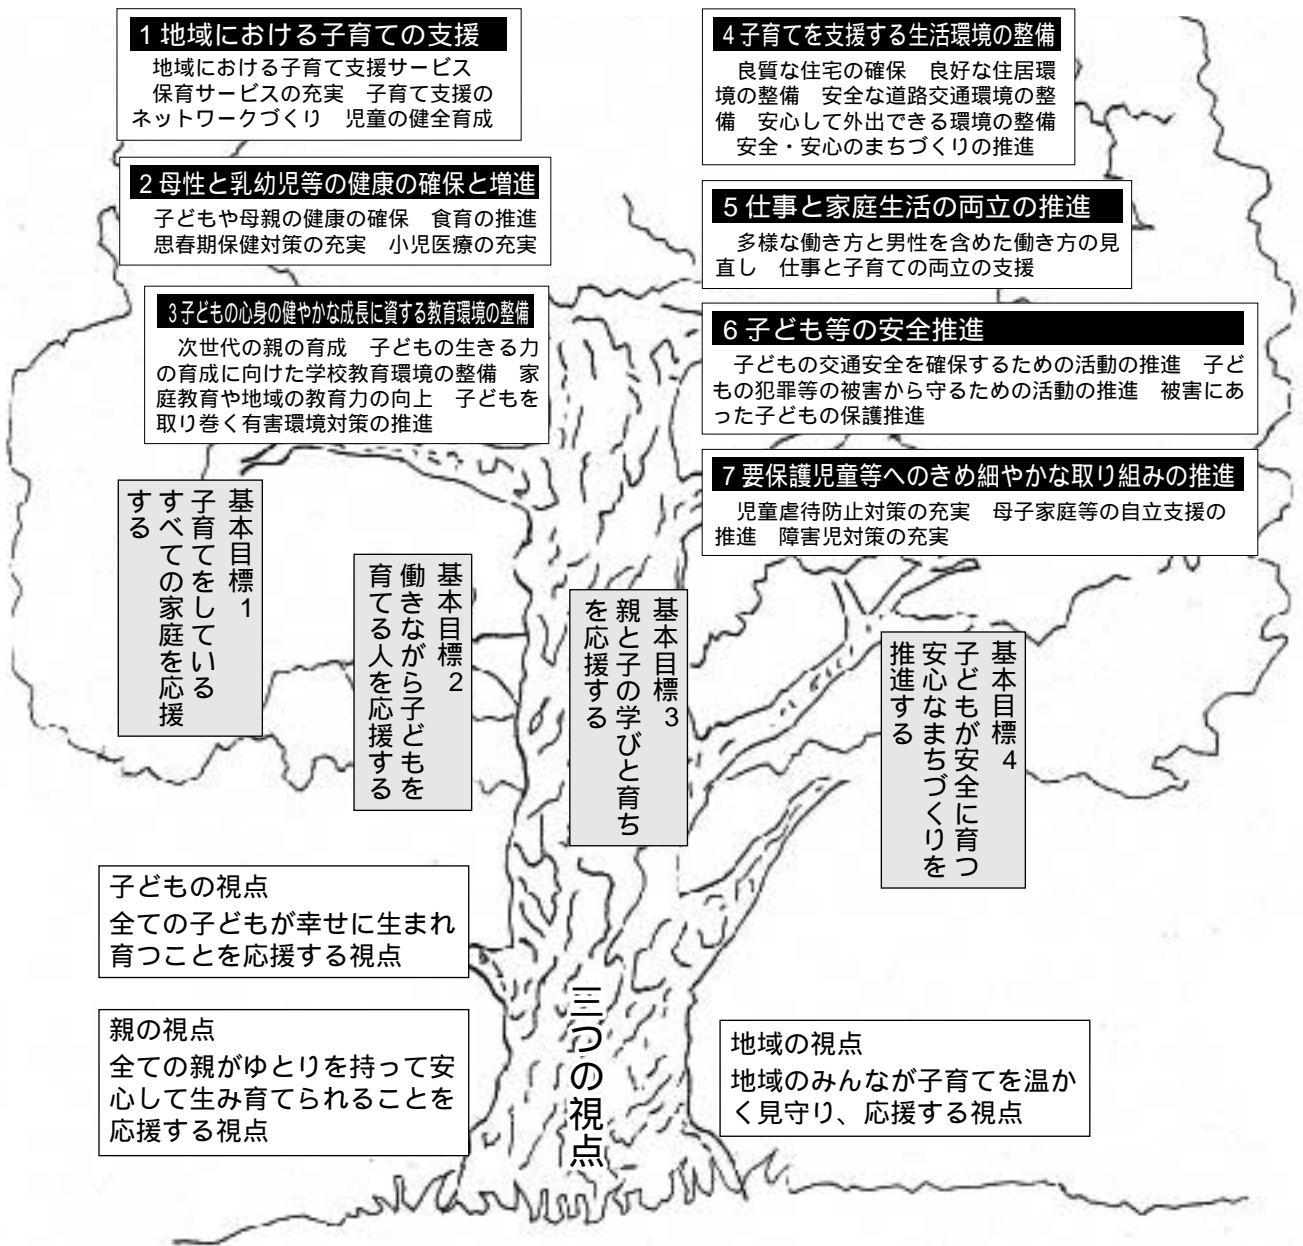 1 地域における子育ての支援
地域における子育て支援サービス
保育サービスの充実　子育て支援の
ネットワークづくり　児童の健全育成
2 母性と乳幼児等の健康の確保と増進
子どもや母親の健康の確保　食育の推進
思春期保健対策の充実　小児医療の充実
3 子どもの心身の健やかな成長に資する教育環境の整備
次世代の親の育成　子どもの生きる力
の育成に向けた学校教育環境の整備　家
庭教育や地域の教育力の向上　子どもを
取り巻く有害環境対策の推進
4 子育てを支援する生活環境の整備
良質な住宅の確保　良好な住居環
境の整備　安全な道路交通環境の整
備　安心して外出できる環境の整備
安全・安心のまちづくりの推進
5 仕事と家庭生活の両立の推進
多様な働き方と男性を含めた働き方の見
直し　仕事と子育ての両立の支援
6 子ども等の安全推進
子どもの交通安全を確保するための活動の推進　子ど
もの犯罪等の被害から守るための活動の推進　被害にあ
った子どもの保護推進
7 要保護児童等へのきめ細やかな取り組みの推進
児童虐待防止対策の充実　母子家庭等の自立支援の
推進　障害児対策の充実
基本目標1
子育てをしている
すべての家庭を応援
する
基本目標2
働きながら子どもを
育てる人を応援する
基本目標3
親と子の学びと育ち
を応援する
基本目標4
子どもが安全に育つ
安心なまちづくりを
推進する
子どもの視点
全ての子どもが幸せに生まれ
育つことを応援する視点
親の視点
全ての親がゆとりを持って安
心して生み育てられることを
応援する視点
三つの視点
地域の視点
地域のみんなが子育てを温か
く見守り、応援する視点